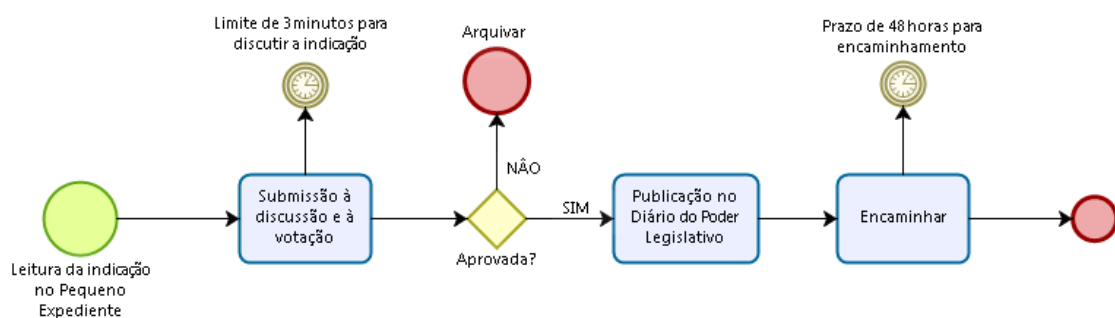 Limite de 3 minutos para
discutir a indicação
Arquivar
Prazo de 48 horas para
encaminhamento
NÂO
Submissão à
discussão e à
votação
SIM
Publicação no
Diário do Poder
Legislativo
Encaminhar
Aprovada?
Leitura da indicação
no Pequeno
Expediente